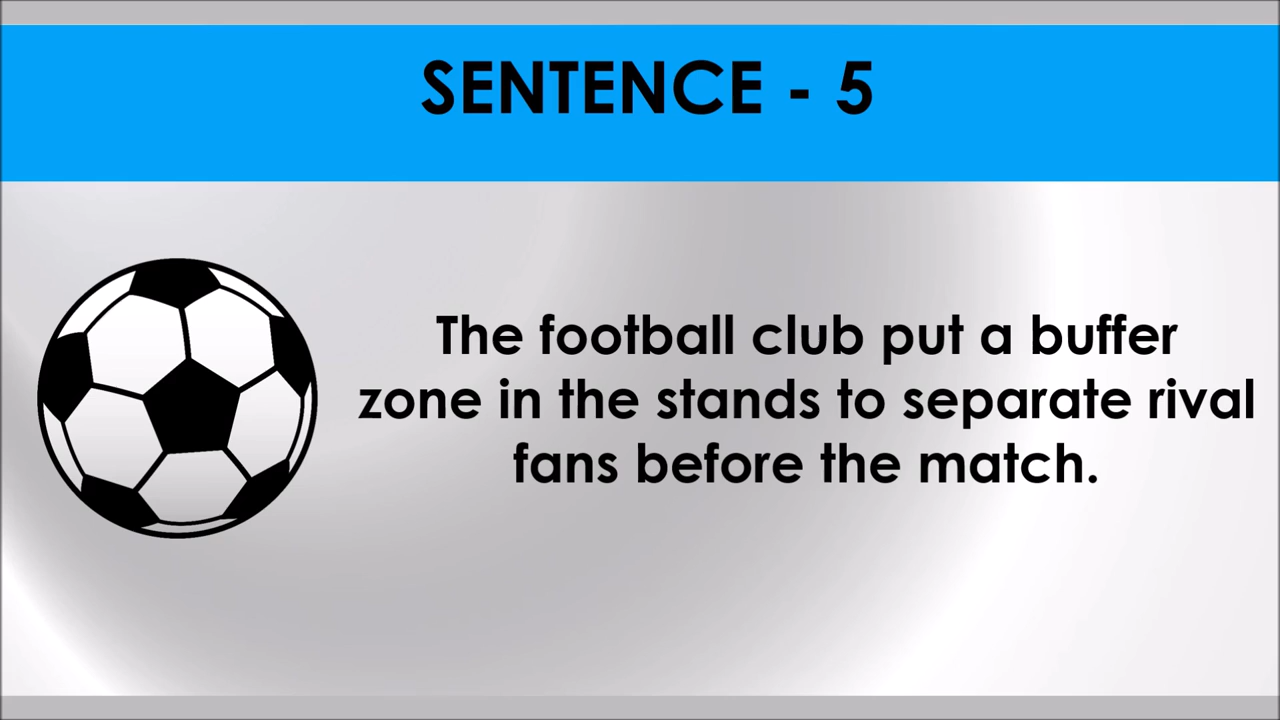 SENTENCE - 5
The football club put a buffer
zone in the stands to separate rival
fans before the match.